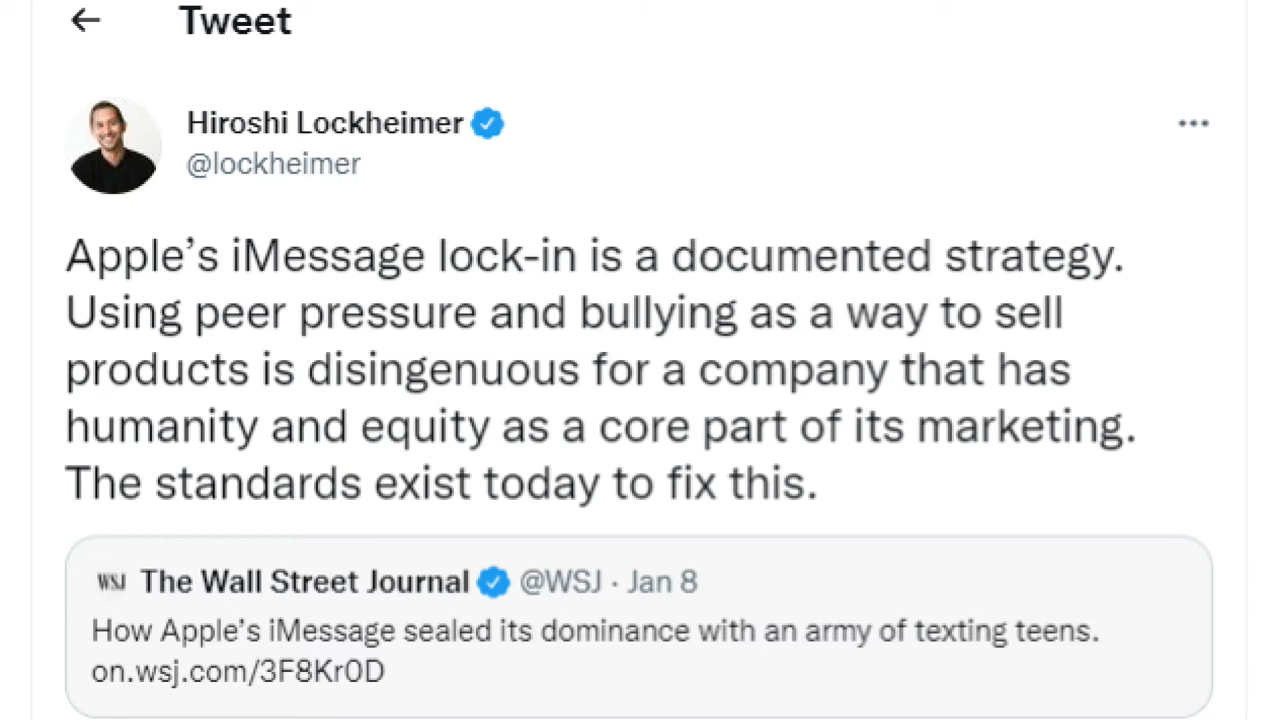 Tweet
Hiroshi Lockheimer
@lockheimer
Apple’s iMessage lock-in is a documented strategy.
Using peer pressure and bullying as a way to sell
products is disingenuous for a company that has
humanity and equity as a core part of its marketing.
The standards exist today to fix this.
WSJ The Wall Street Journal @WSJ · Jan 8
How Apple’s iMessage sealed its dominance with an army of texting teens.
on.wsj.com/3F8Kr0D